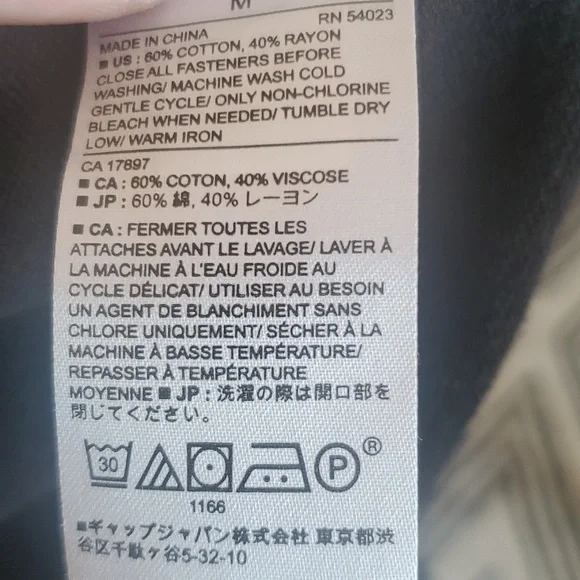 M
RN 54023
MADE IN CHINA
■ US : 60% COTTON, 40% RAYON
CLOSE ALL FASTENERS BEFORE
WASHING/ MACHINE WASH COLD
GENTLE CYCLE/ ONLY NON-CHLORINE
BLEACH WHEN NEEDED/ TUMBLE DRY
LOW/ WARM IRON
CA 17897
■ CA : 60% COTON, 40% VISCOSE
■ JP : 60% 綿, 40% レーヨン
■ CA : FERMER TOUTES LES
ATTACHES AVANT LE LAVAGE/ LAVER À
LA MACHINE À L'EAU FROIDE AU
CYCLE DÉLICAT/ UTILISER AU BESOIN
UN AGENT DE BLANCHIMENT SANS
CHLORE UNIQUEMENT/ SÉCHER À LA
MACHINE À BASSE TEMPÉRATURE/
REPASSER À TEMPÉRATURE
MOYENNE ■ JP : 洗濯の際は開口部を
閉じてください。
30 P ®
1166
■ギャップジャパン株式会社 東京都渋
谷区千駄ヶ谷5-32-10